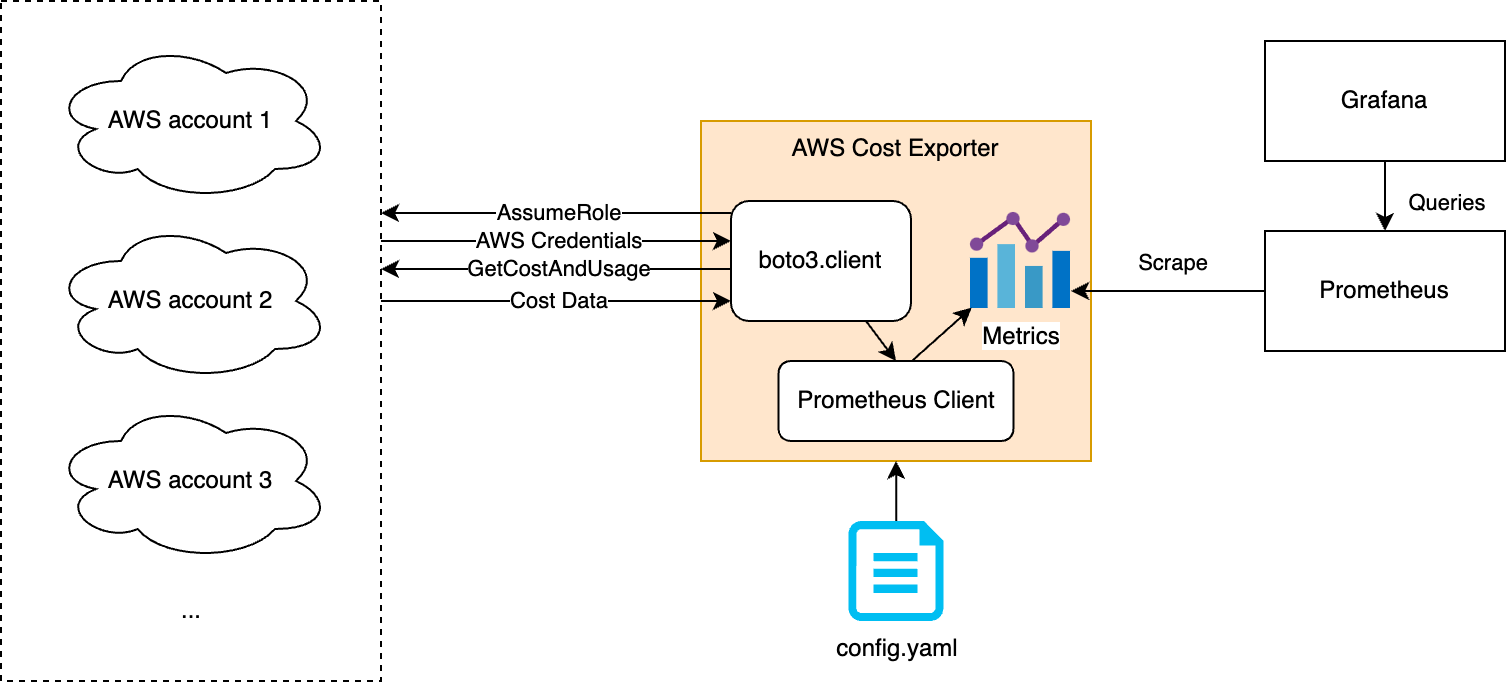 AWS account 1
AWS account 2
AWS account 3
...
AssumeRole
AWS Credentials
GetCostAndUsage
Cost Data
AWS Cost Exporter
boto3.client
Metrics
Prometheus Client
config.yaml
Scrape
Grafana
Queries
Prometheus